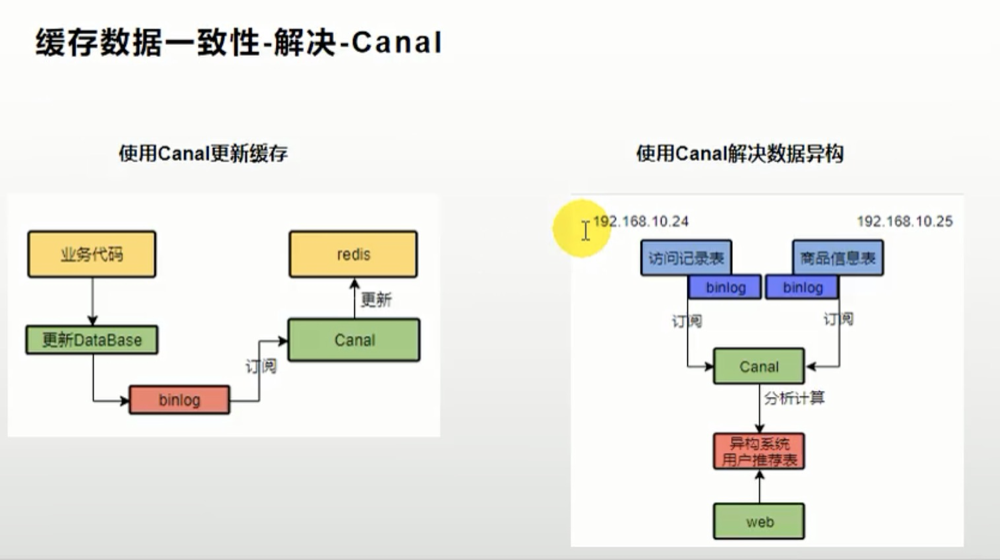 缓存数据一致性-解决-Canal
使用Canal更新缓存
业务代码
redis
更新
更新DataBase
Canal
订阅
binlog
使用Canal解决数据异构
192.168.10.24
192.168.10.25
访问记录表
商品信息表
binlog
binlog
订阅
订阅
Canal
分析计算
异构系统
用户推荐表
web